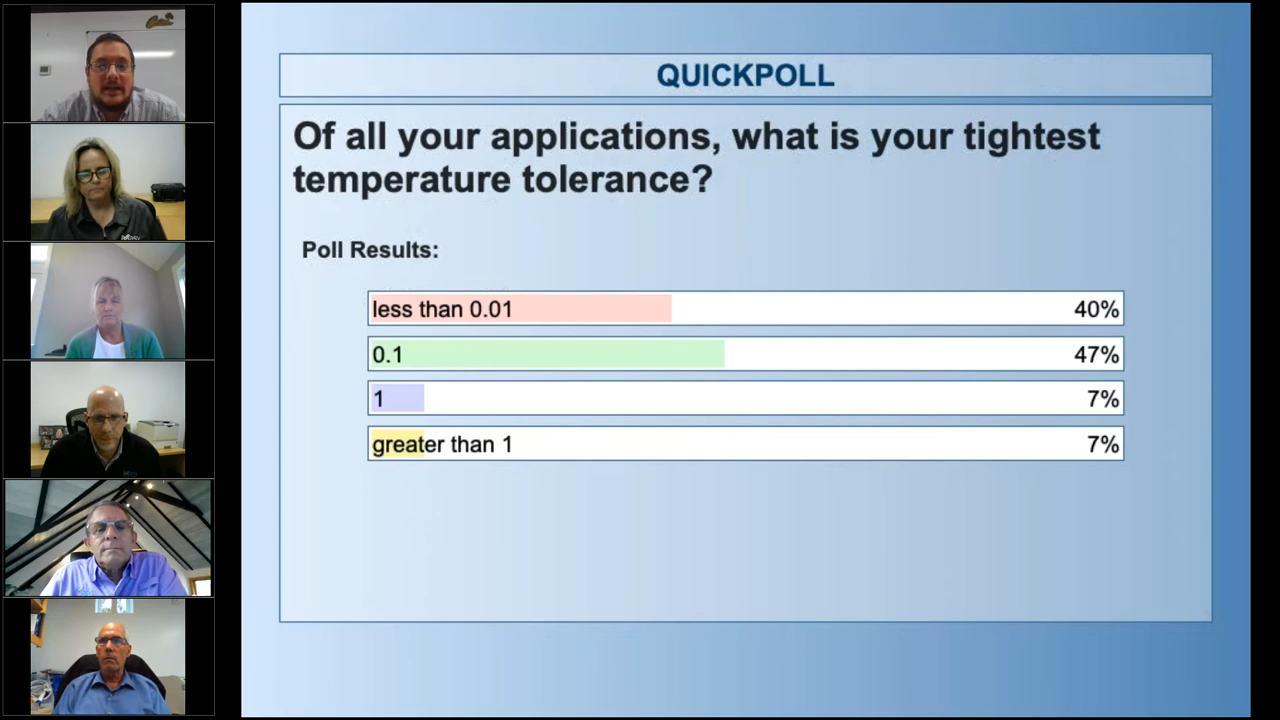 QUICKPOLL
Of all your applications, what is your tightest
temperature tolerance?
Poll Results:
less than 0.01 40%
0.1 47%
1 7%
greater than 1 7%